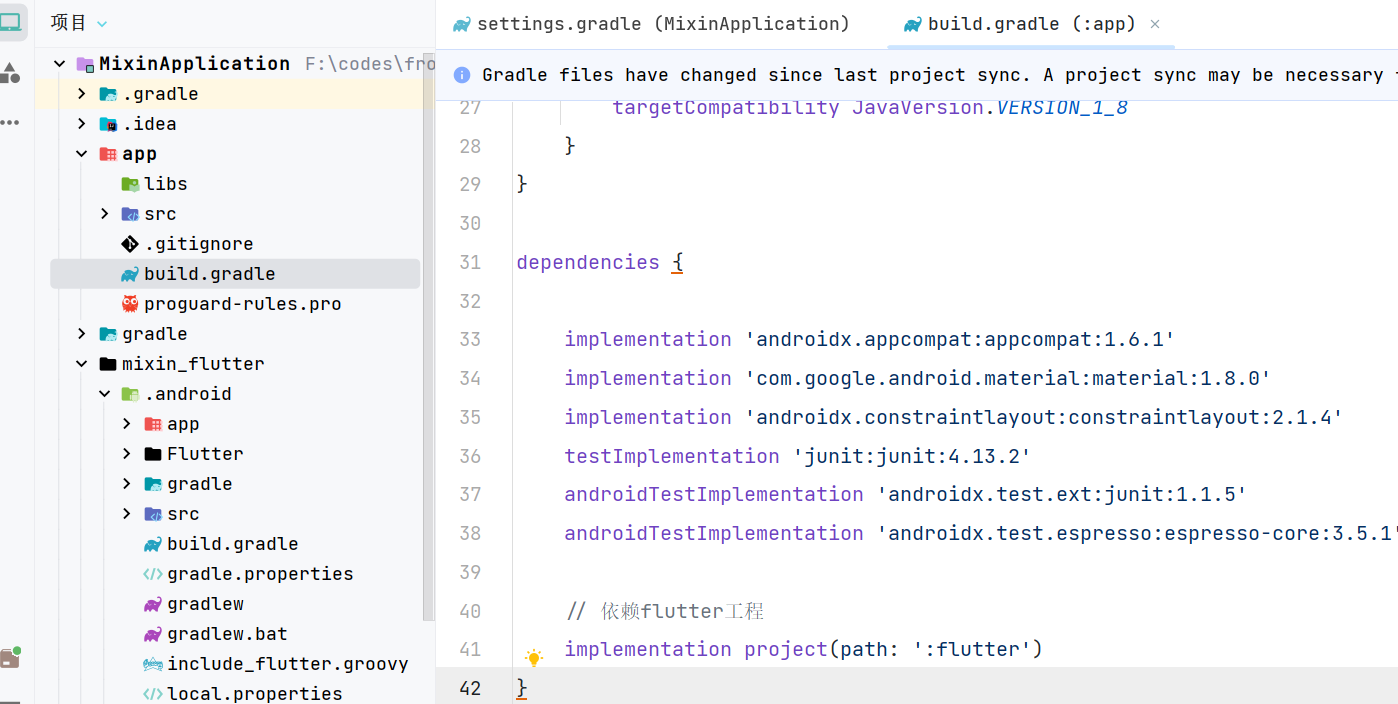 项目
MixinApplication F:\codes\fro
.gradle
.idea
app
libs
src
.gitignore
build.gradle
proguard-rules.pro
gradle
mixin_flutter
.android
app
Flutter
gradle
src
build.gradle
gradle.properties
gradlew
gradlew.bat
include_flutter.groovy
local.properties
settings.gradle (MixinApplication)
build.gradle (:app)
Gradle files have changed since last project sync. A project sync may be necessary
27 targetCompatibility JavaVersion.VERSION_1_8
28 }
29 }
30
31 dependencies {
32
33 implementation 'androidx.appcompat:appcompat:1.6.1'
34 implementation 'com.google.android.material:material:1.8.0'
35 implementation 'androidx.constraintlayout:constraintlayout:2.1.4'
36 testImplementation 'junit:junit:4.13.2'
37 androidTestImplementation 'androidx.test.ext:junit:1.1.5'
38 androidTestImplementation 'androidx.test.espresso:espresso-core:3.5.1'
39
40 // 依赖flutter工程
41 implementation project(path: ':flutter')
42 }